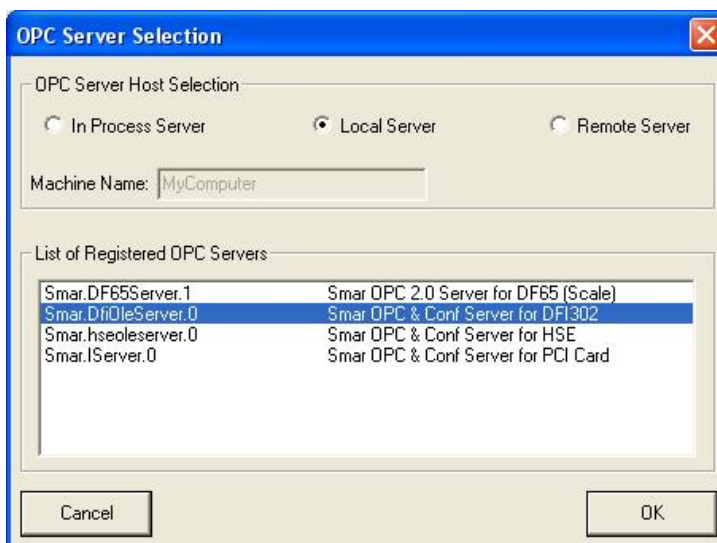 OPC Server Selection
OPC Server Host Selection
In Process Server Local Server Remote Server
Machine Name: MyComputer
List of Registered OPC Servers
Smar.DF65Server.1 Smar OPC 2.0 Server for DF65 (Scale)
Smar.DfiOleServer.0 Smar OPC & Conf Server for DFI302
Smar.hseoleserver.0 Smar OPC & Conf Server for HSE
Smar.IServer.0 Smar OPC & Conf Server for PCI Card
Cancel OK